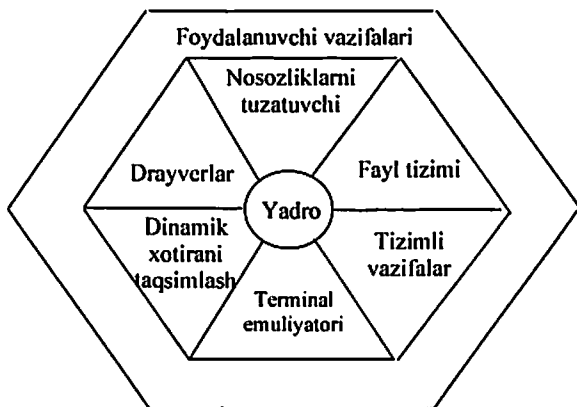 Foydalanuvchi vazifalari
Nosozliklarni
tuzatuvchi
Drayverlar
Fayl tizimi
Yadro
Dinamik
xotirani
taqsimlash
Tizimli
vazifalar
Terminal
emuliyatori